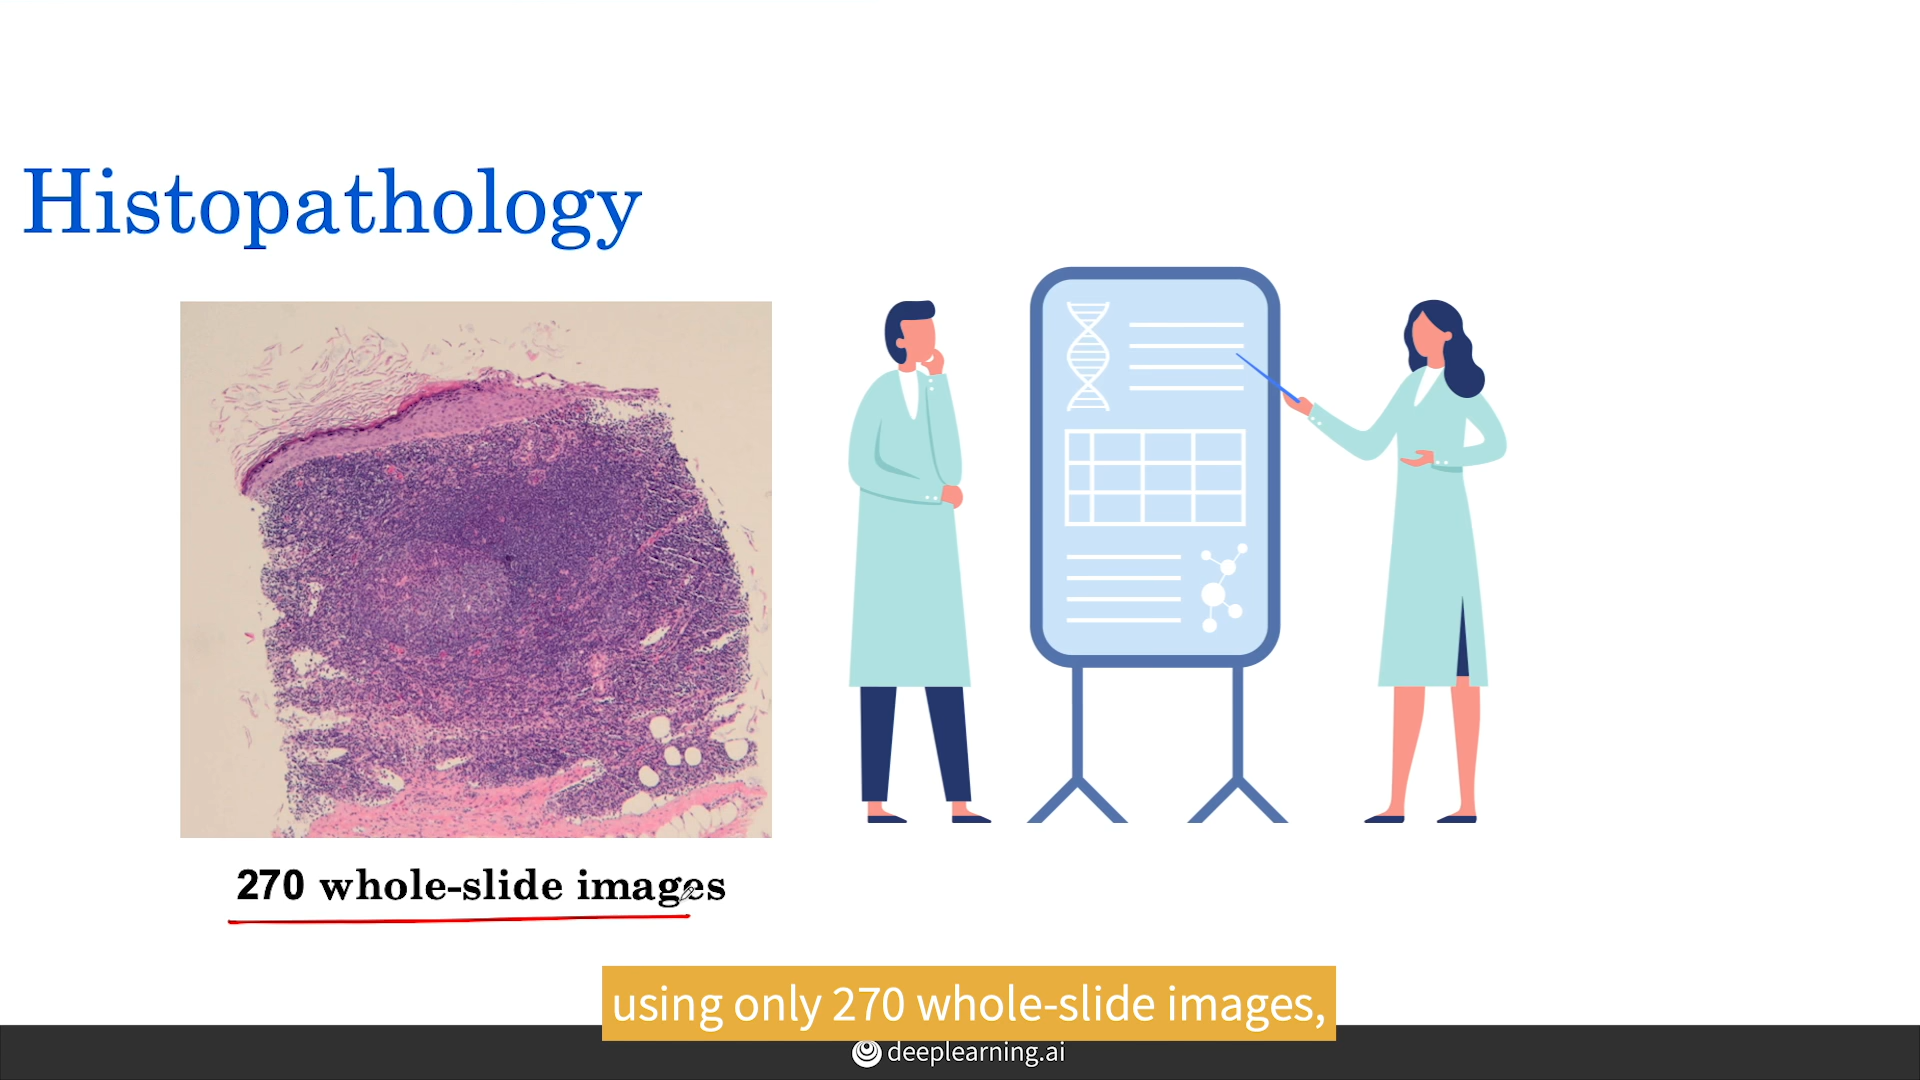 Histopathology
270 whole-slide images
using only 270 whole-slide images,
deeplearning.ai